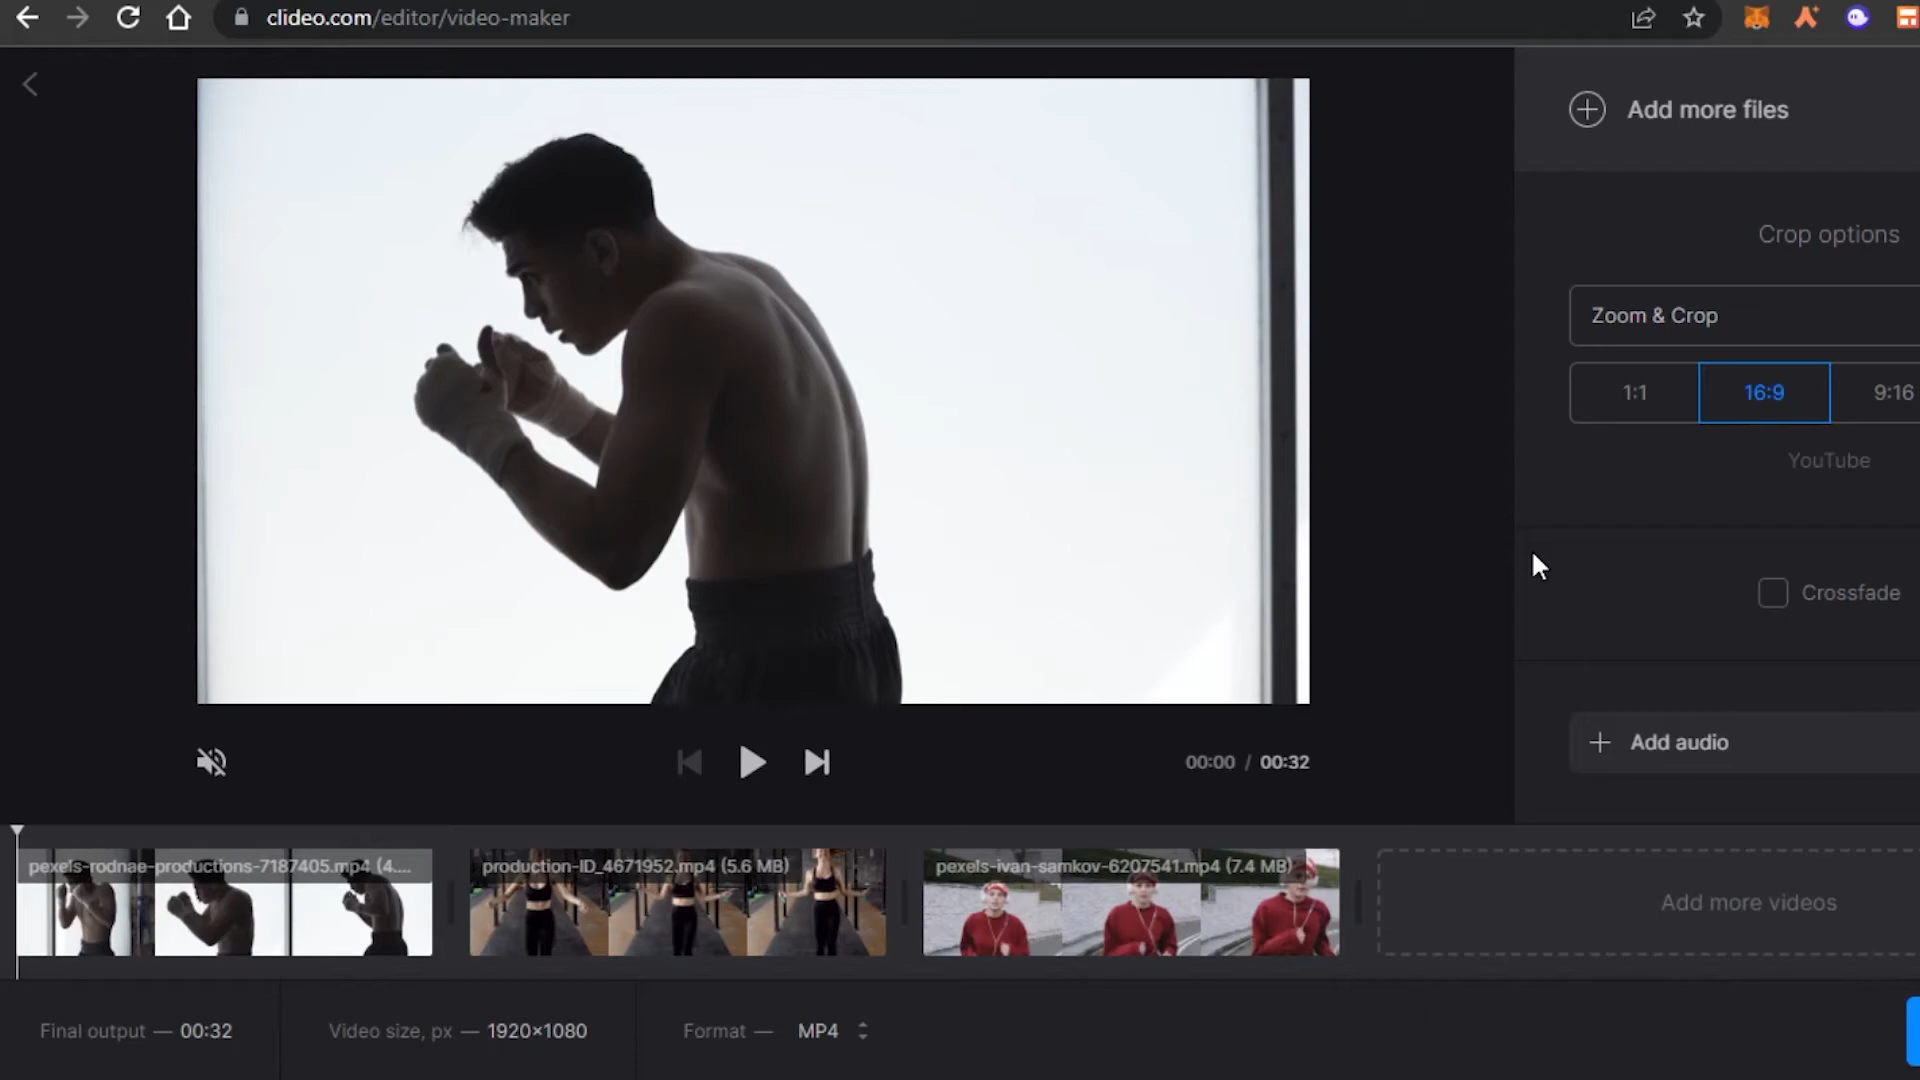 clideo.com/editor/video-maker
Add more files
Crop options
Zoom & Crop
1:1
16:9
9:16
YouTube
Crossfade
Add audio
00:00 / 00:32
pexels-rodnae-productions-7187405.mp4 (4....
production-ID_4671952.mp4 (5.6 MB)
pexels-ivan-samkov-6207541.mp4 (7.4 MB)
Add more videos
Final output — 00:32
Video size, px — 1920×1080
Format — MP4